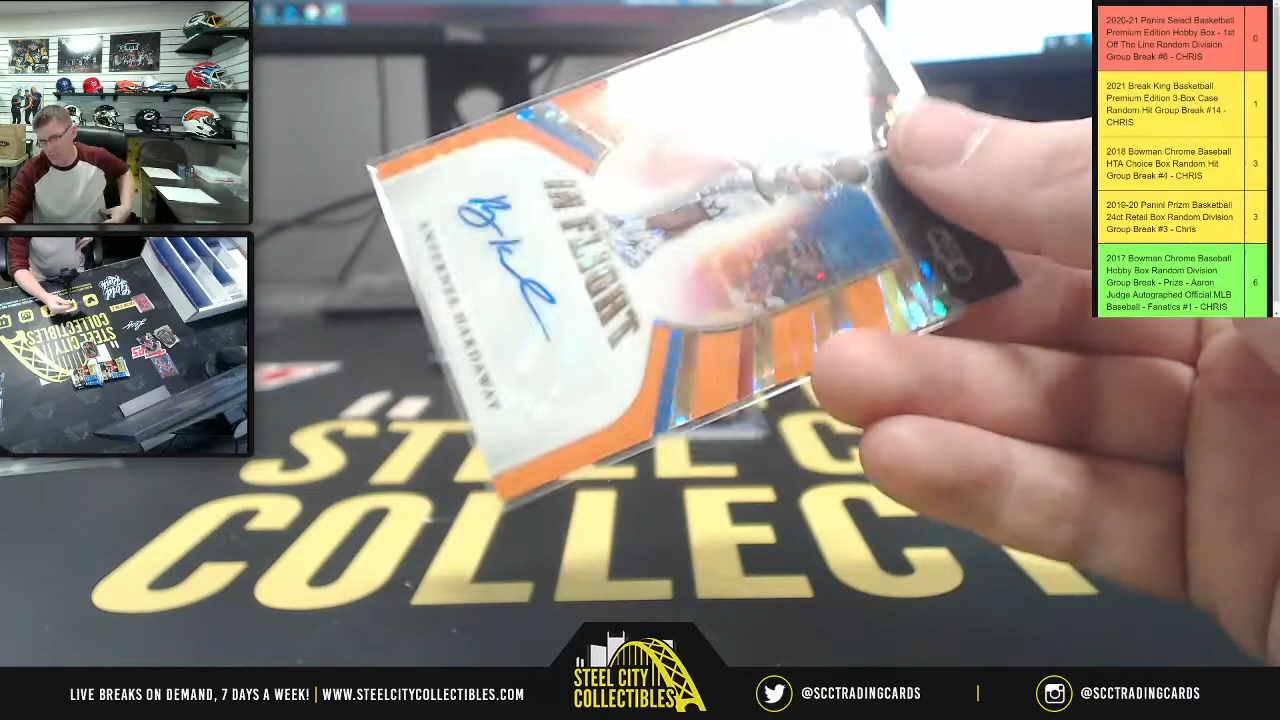 2020-21 Panini Select Basketball
Premium Edition Hobby Box - 1st
Off The Line Random Division
Group Break #6 - CHRIS
0
2021 Break King Basketball
Premium Edition 3-Box Case
Random Hit Group Break #14 -
CHRIS
1
2018 Bowman Chrome Baseball
HTA Choice Box Random Hit
Group Break #4 - CHRIS
3
2019-20 Panini Prizm Basketball
24ct Retail Box Random Division
Group Break #3 - Chris
3
2017 Bowman Chrome Baseball
Hobby Box Random Division
Group Break - Prize - Aaron
Judge Autographed Official MLB
Baseball - Fanatics #1 - CHRIS
6
IN FLIGHT
ANFERNEE HARDAWAY
STEEL C
COLLECT
LIVE BREAKS ON DEMAND, 7 DAYS A WEEK! | WWW.STEELCITYCOLLECTIBLES.COM
STEEL CITY
COLLECTIBLES
@SCCTRADINGCARDS
@SCCTRADINGCARDS